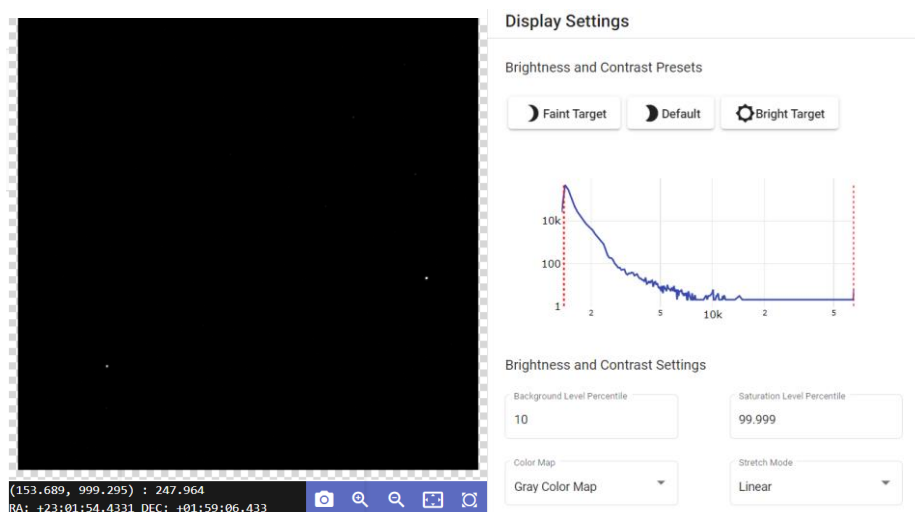 Display Settings
Brightness and Contrast Presets
Faint Target
Default
Bright Target
10k
100
1
2
5
10k
2
5
Brightness and Contrast Settings
Background Level Percentile
Saturation Level Percentile
10
99.999
Color Map
Stretch Mode
Gray Color Map
Linear
(153.689, 999.295) : 247.964
RA: +23:01:54.4331 DEC: +01:59:06.433